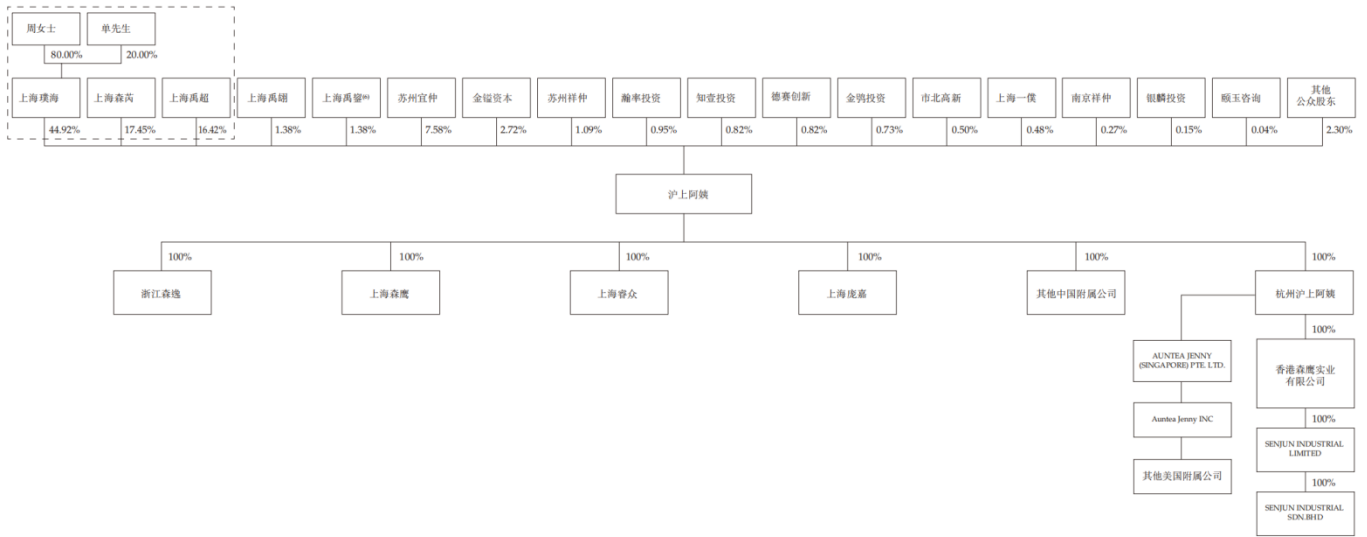 周女士
单先生
80.00%
20.00%
上海璞海
上海森芮
上海禹超
上海禹翃
上海禹鎏⁽⁶⁾
苏州宜仲
金镒资本
苏州祥仲
瀚率投资
知壹投资
德赛创新
金鸮投资
市北高新
上海一僕
南京祥仲
银麟投资
颐玉咨询
其他
公众股东
44.92%
17.45%
16.42%
1.38%
1.38%
7.58%
2.72%
1.09%
0.95%
0.82%
0.82%
0.73%
0.50%
0.48%
0.27%
0.15%
0.04%
2.30%
沪上阿姨
100%
100%
100%
100%
100%
100%
浙江森逸
上海森鹰
上海睿众
上海庞嘉
其他中国附属公司
杭州沪上阿姨
100%
AUNTEA JENNY
(SINGAPORE) PTE. LTD.
香港森鹰实业
有限公司
Auntea Jenny INC
100%
SENJUN INDUSTRIAL
LIMITED
其他美国附属公司
100%
SENJUN INDUSTRIAL
SDN.BHD